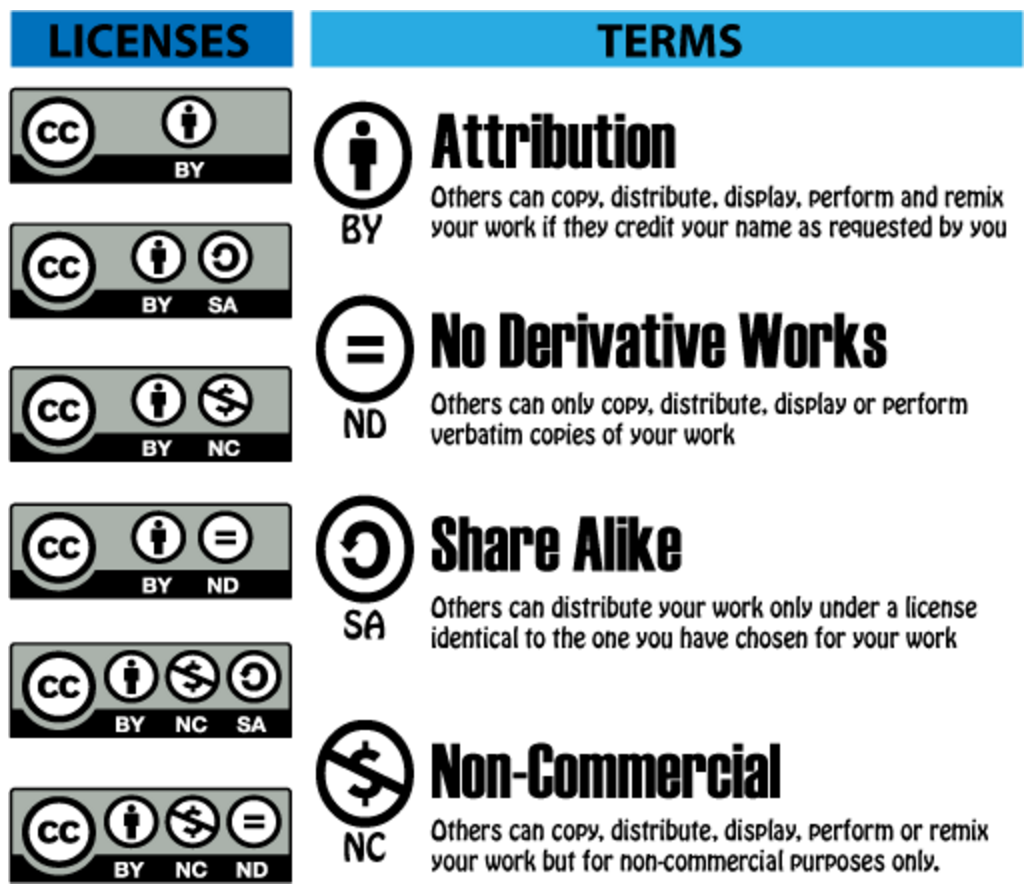 LICENSES
TERMS
CC
BY
CC
BY SA
CC
BY NC
CC
BY ND
CC
BY NC SA
CC
BY NC ND
BY
Attribution
Others can copy, distribute, display, perform and remix
your work if they credit your name as requested by you
=
ND
No Derivative Works
Others can only copy, distribute, display or perform
verbatim copies of your work
SA
Share Alike
Others can distribute your work only under a license
identical to the one you have chosen for your work
$
NC
Non-Commercial
Others can copy, distribute, display, perform or remix
your work but for non-commercial purposes only.